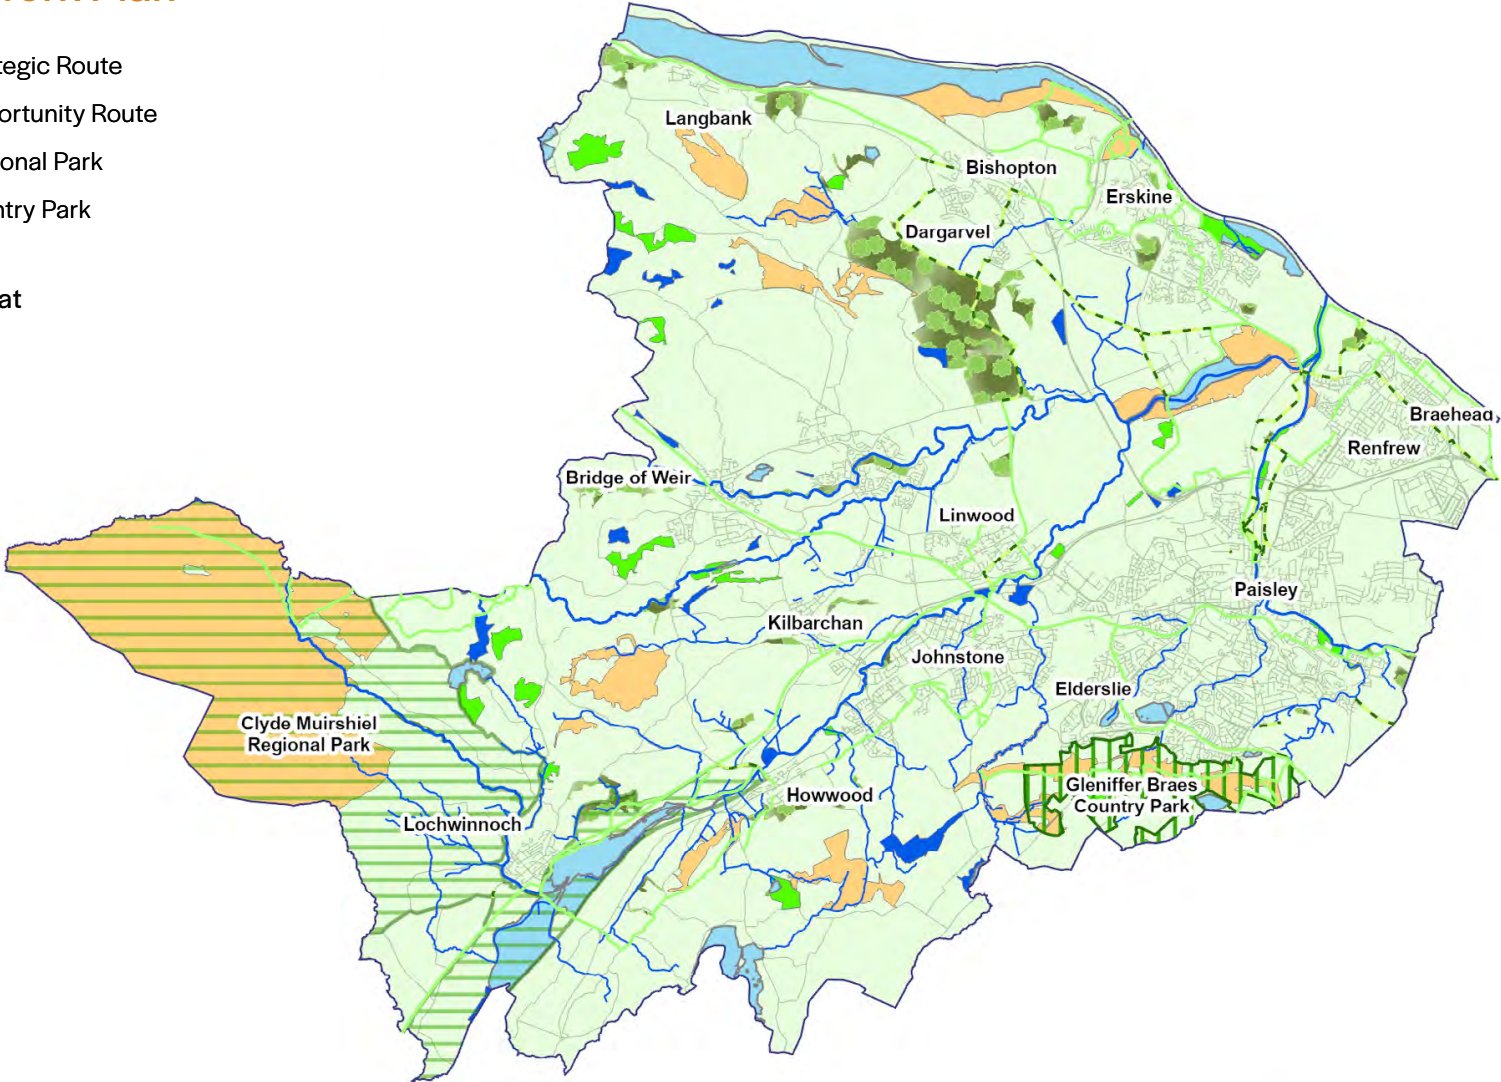 tegic Route
ortunity Route
onal Park
ntry Park
at
Langbank
Bishopton
Erskine
Dargarvel
Braehead
Renfrew
Bridge of Weir
Linwood
Paisley
Kilbarchan
Johnstone
Elderslie
Clyde Muirshiel
Regional Park
Gleniffer Braes
Country Park
Howwood
Lochwinnoch